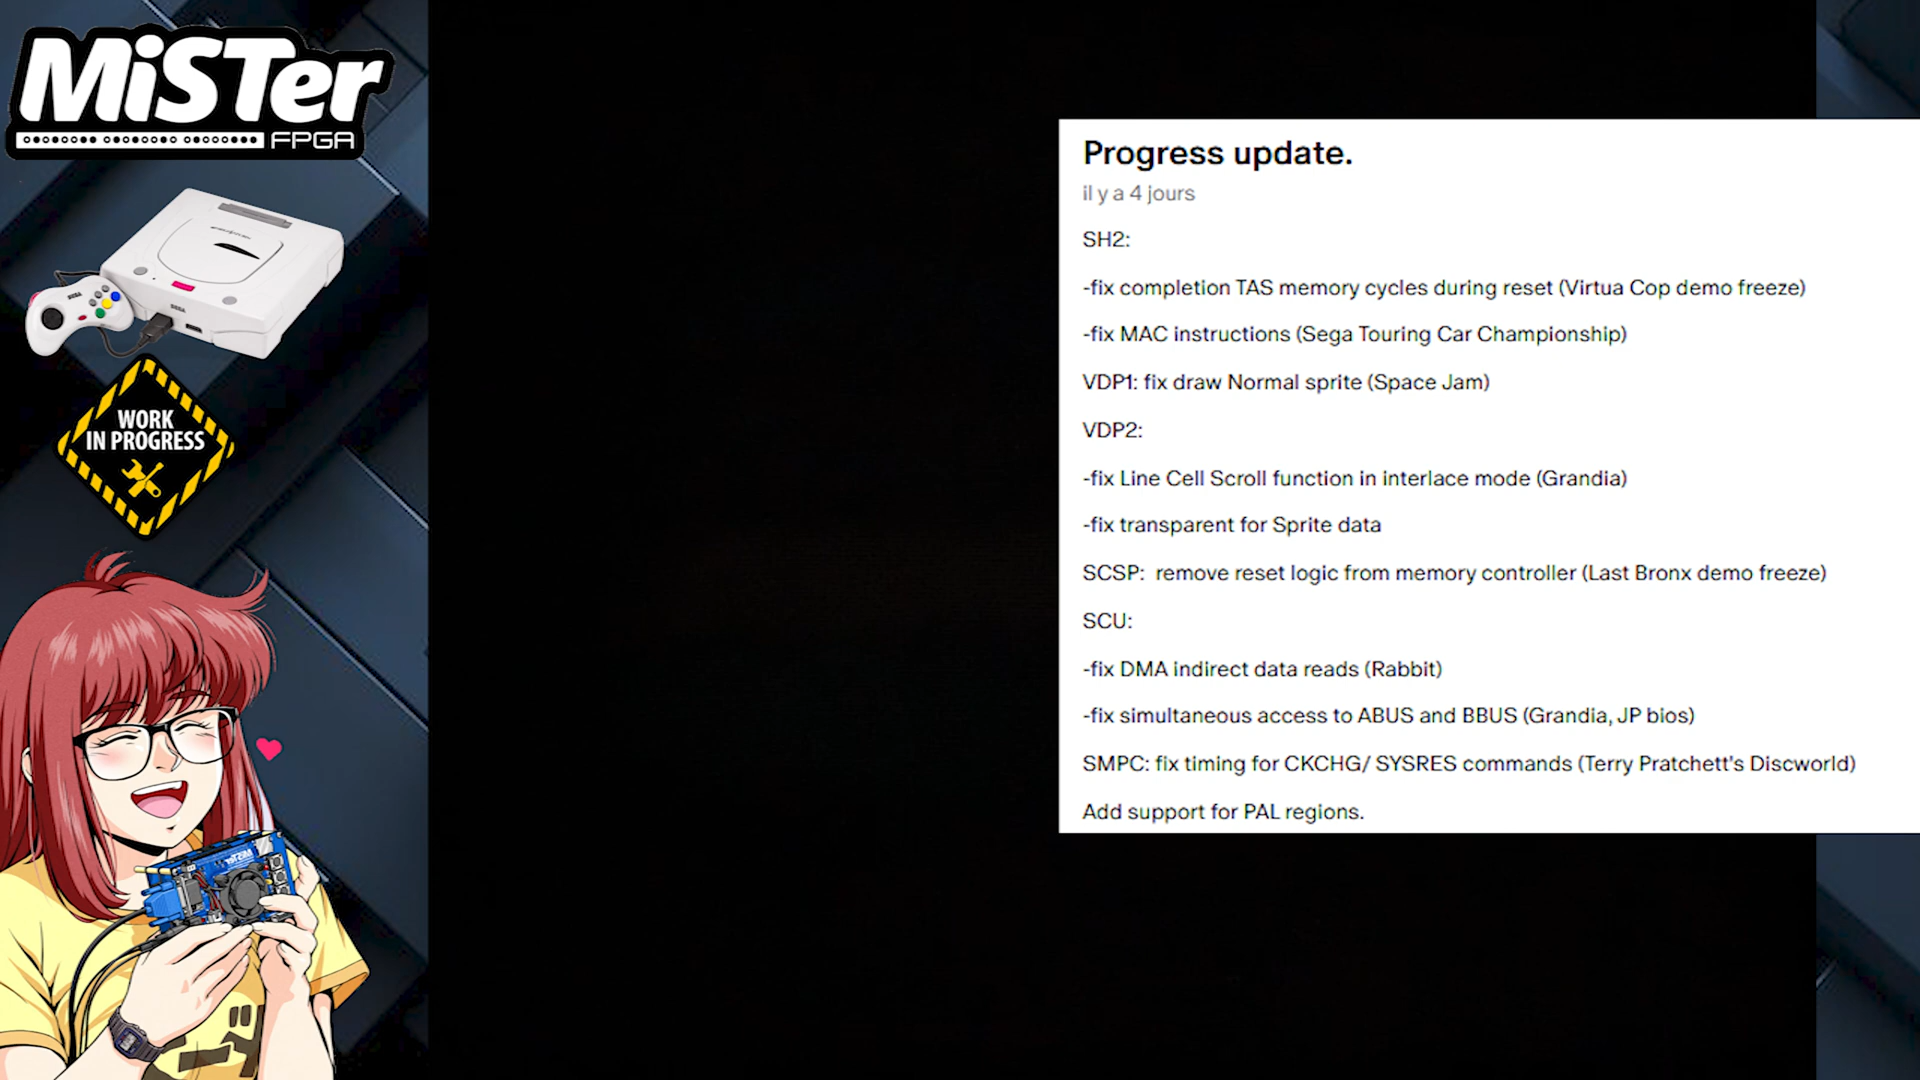 MiSTer
FPGA
WORK
IN PROGRESS
Progress update.
il y a 4 jours
SH2:
-fix completion TAS memory cycles during reset (Virtua Cop demo freeze)
-fix MAC instructions (Sega Touring Car Championship)
VDP1: fix draw Normal sprite (Space Jam)
VDP2:
-fix Line Cell Scroll function in interlace mode (Grandia)
-fix transparent for Sprite data
SCSP:  remove reset logic from memory controller (Last Bronx demo freeze)
SCU:
-fix DMA indirect data reads (Rabbit)
-fix simultaneous access to ABUS and BBUS (Grandia, JP bios)
SMPC: fix timing for CKCHG/ SYSRES commands (Terry Pratchett's Discworld)
Add support for PAL regions.